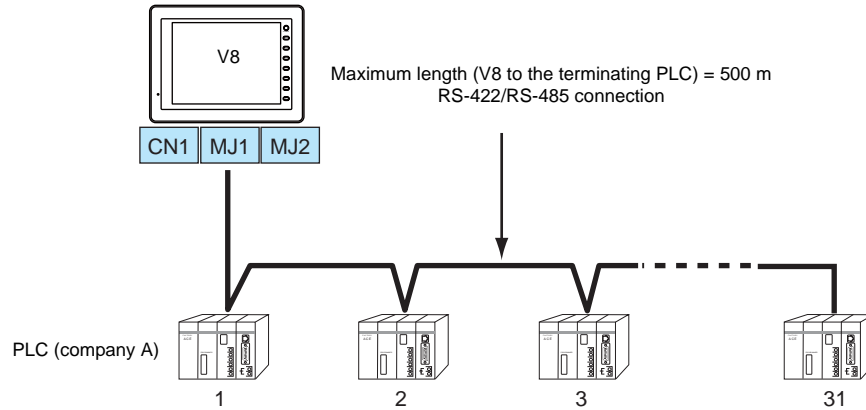 V8
Maximum length (V8 to the terminating PLC) = 500 m
RS-422/RS-485 connection
CN1 MJ1 MJ2
PLC (company A)
1 2 3 31